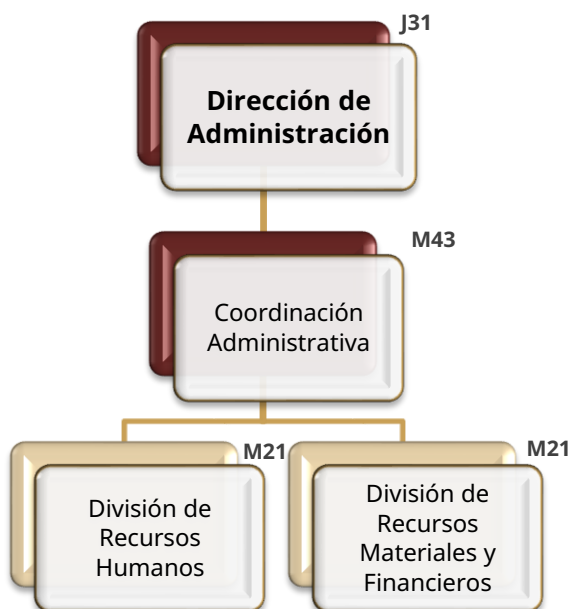 J31
Dirección de
Administración
M43
Coordinación
Administrativa
M21
División de
Recursos
Humanos
M21
División de
Recursos
Materiales y
Financieros